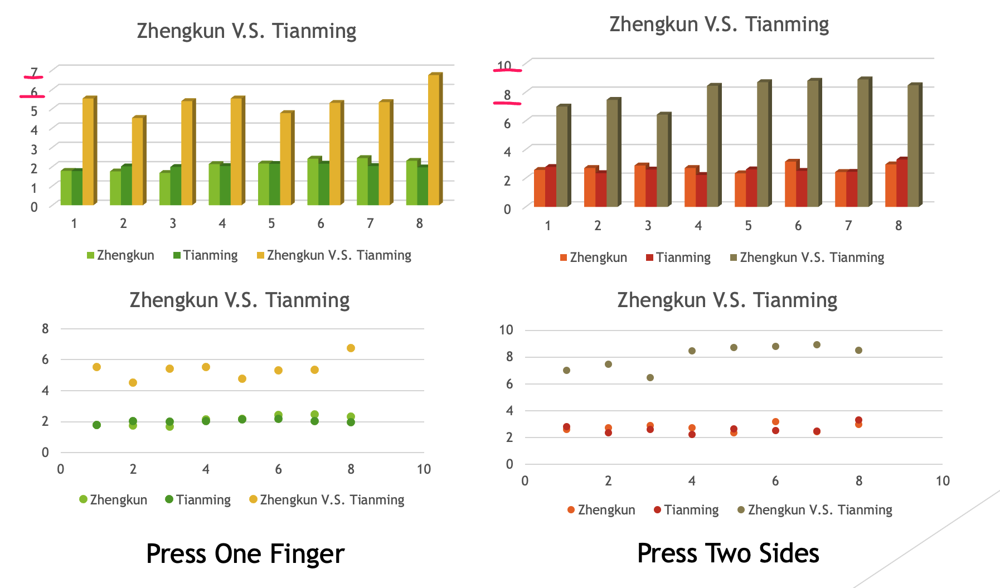 Zhengkun V.S. Tianming
7
6
5
4
3
2
1
0
1 2 3 4 5 6 7 8
Zhengkun Tianming Zhengkun V.S. Tianming
Zhengkun V.S. Tianming
10
8
6
4
2
0
1 2 3 4 5 6 7 8
Zhengkun Tianming Zhengkun V.S. Tianming
Zhengkun V.S. Tianming
8
6
4
2
0
0 2 4 6 8 10
Zhengkun Tianming Zhengkun V.S. Tianming
Press One Finger
Zhengkun V.S. Tianming
10
8
6
4
2
0
0 2 4 6 8 10
Zhengkun Tianming Zhengkun V.S. Tianming
Press Two Sides